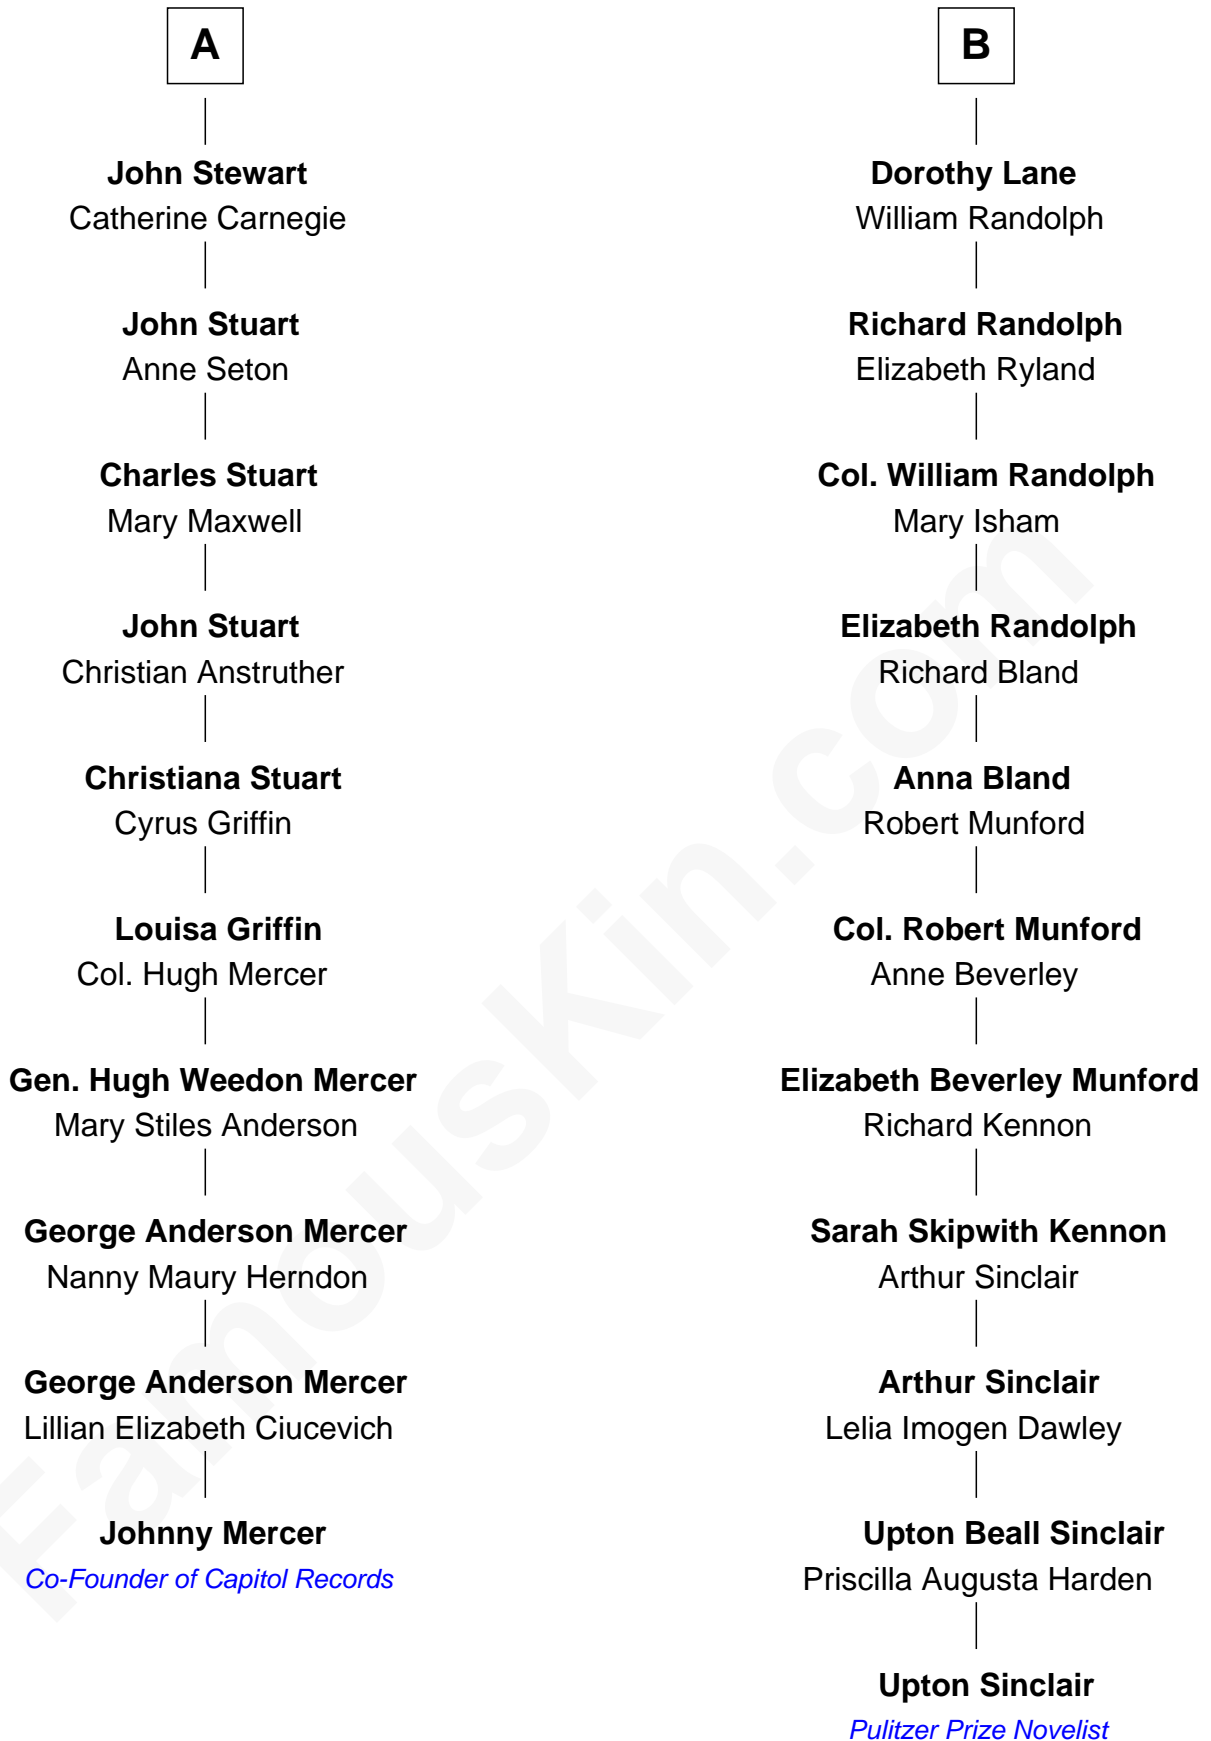 A
John Stewart
Catherine Carnegie
John Stuart
Anne Seton
Charles Stuart
Mary Maxwell
John Stuart
Christian Anstruther
Christiana Stuart
Cyrus Griffin
Louisa Griffin
Col. Hugh Mercer
Gen. Hugh Weedon Mercer
Mary Stiles Anderson
George Anderson Mercer
Nanny Maury Herndon
George Anderson Mercer
Lillian Elizabeth Ciucevich
Johnny Mercer
Co-Founder of Capitol Records
B
Dorothy Lane
William Randolph
Richard Randolph
Elizabeth Ryland
Col. William Randolph
Mary Isham
Elizabeth Randolph
Richard Bland
Anna Bland
Robert Munford
Col. Robert Munford
Anne Beverley
Elizabeth Beverley Munford
Richard Kennon
Sarah Skipwith Kennon
Arthur Sinclair
Arthur Sinclair
Lelia Imogen Dawley
Upton Beall Sinclair
Priscilla Augusta Harden
Upton Sinclair
Pulitzer Prize Novelist
FamousKin.com